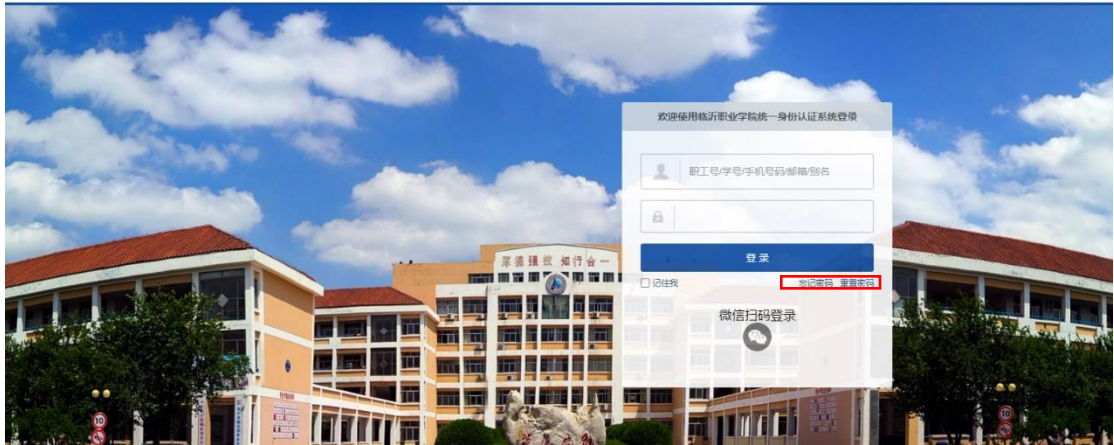 欢迎使用临沂职业学院统一身份认证系统登录
职工号/学号/手机号码/邮箱/别名
登录
记住我
忘记密码 重置密码
微信扫码登录
厚德强技 知行合一
10
10